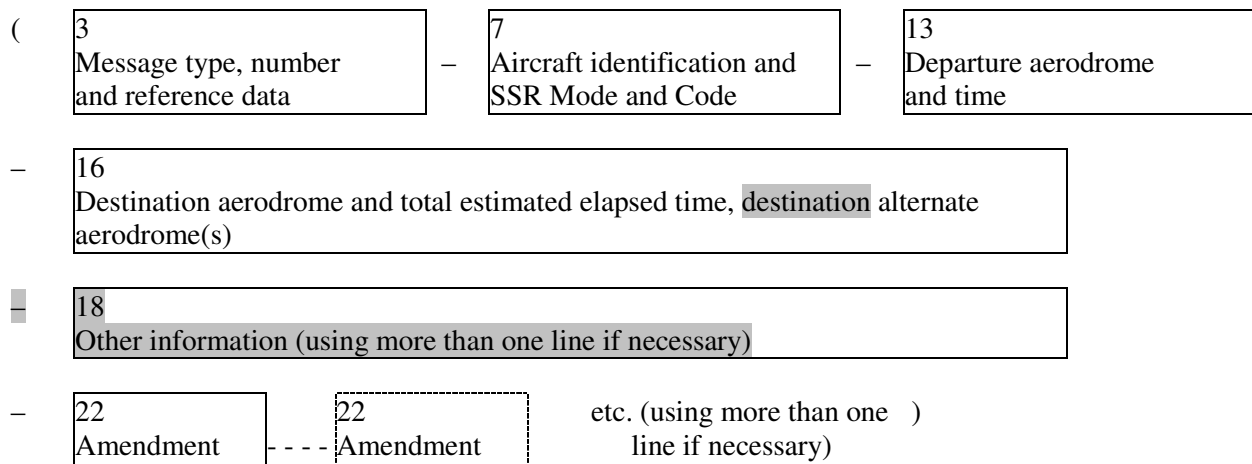 ( 3 7 13
Message type, number – Aircraft identification and – Departure aerodrome
and reference data SSR Mode and Code and time
– 16
Destination aerodrome and total estimated elapsed time, destination alternate
aerodrome(s)
– 18
Other information (using more than one line if necessary)
– 22 22 etc. (using more than one )
Amendment - - - - Amendment line if necessary)